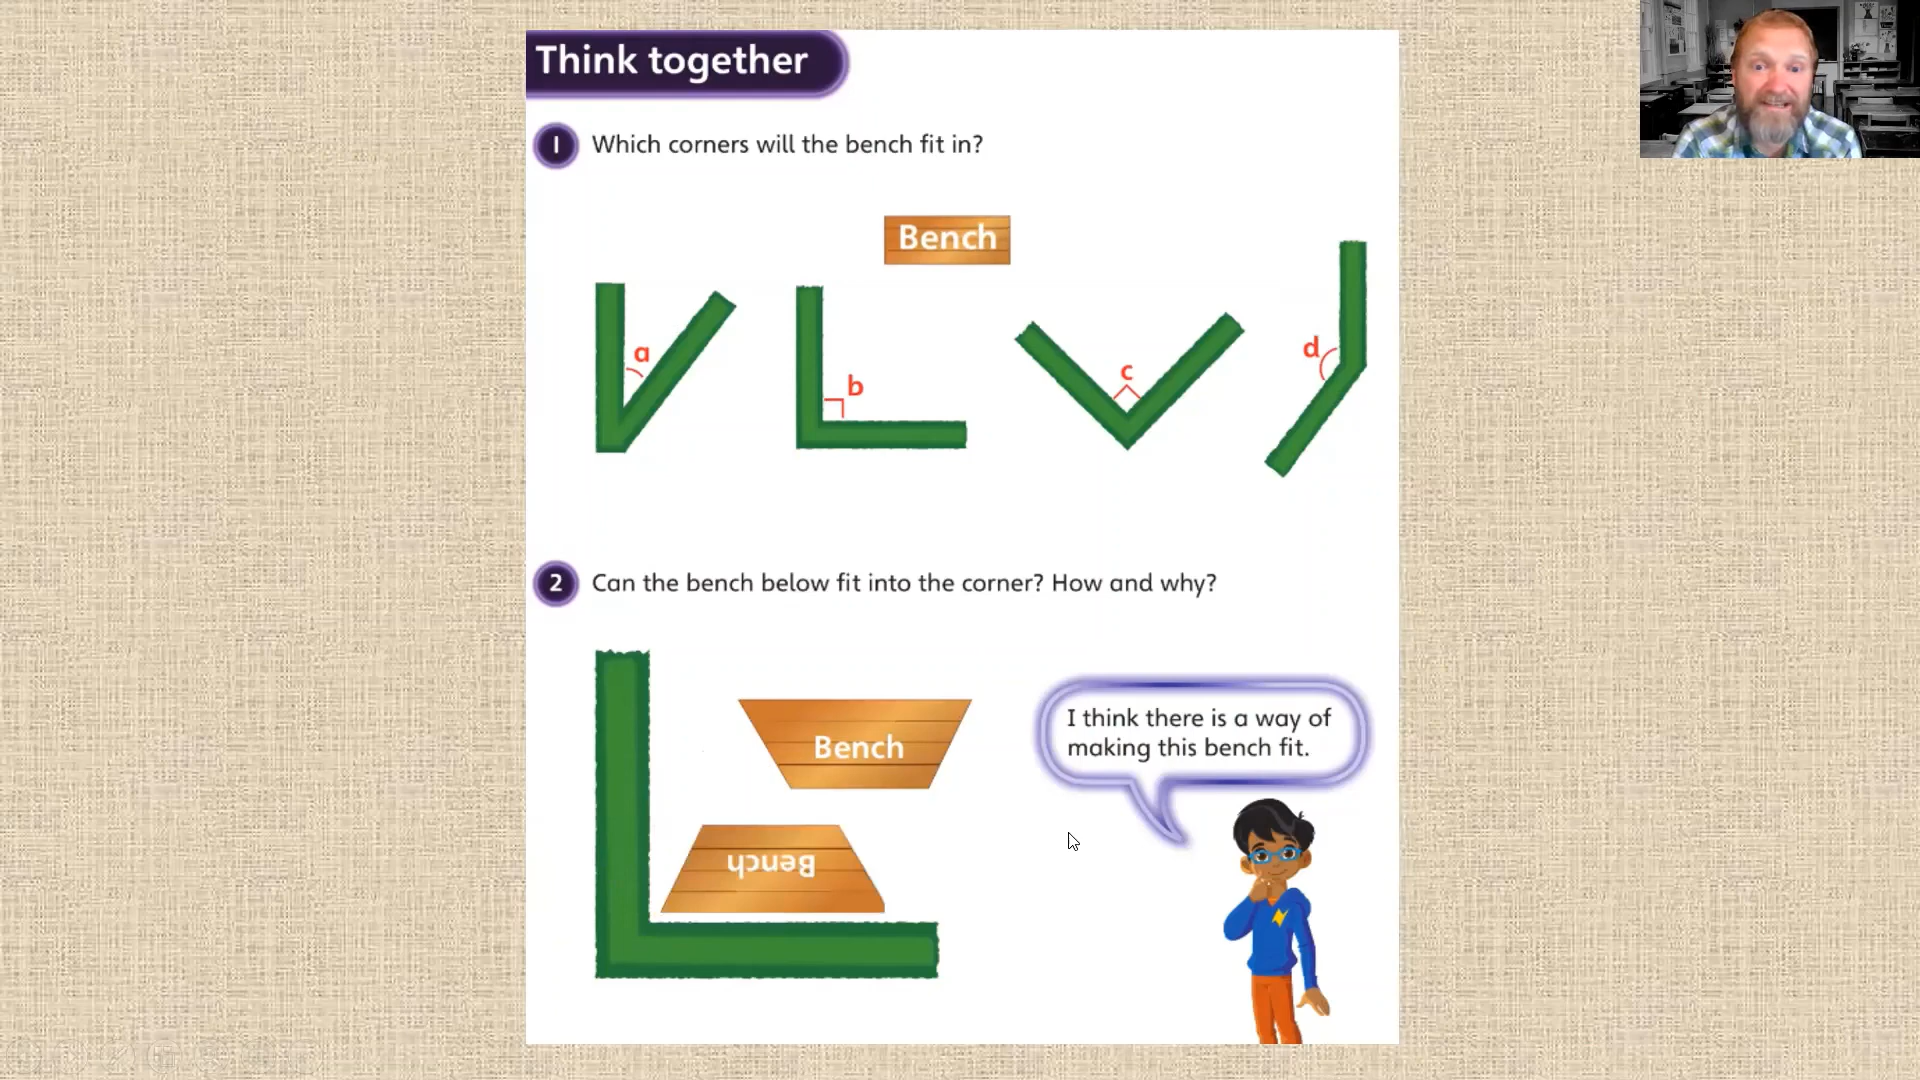 Think together
1 Which corners will the bench fit in?
Bench
a
b
c
d
2 Can the bench below fit into the corner? How and why?
Bench
I think there is a way of
making this bench fit.
Bench